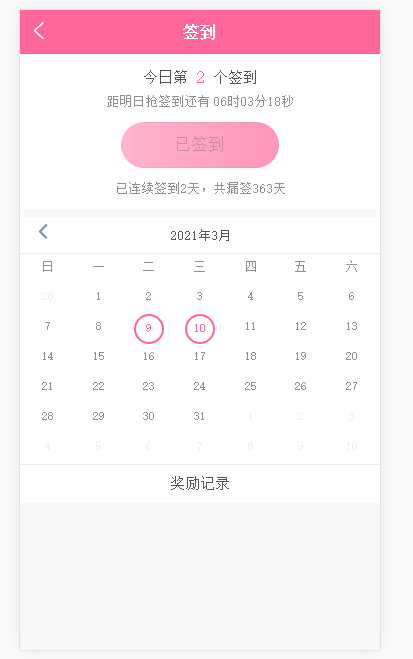 签到
今日第 2 个签到
距明日抢签到还有 06时03分18秒
已签到
已连续签到2天，共漏签363天
2021年3月
日 一 二 三 四 五 六
28 1 2 3 4 5 6
7 8 9 10 11 12 13
14 15 16 17 18 19 20
21 22 23 24 25 26 27
28 29 30 31 1 2 3
4 5 6 7 8 9 10
奖励记录